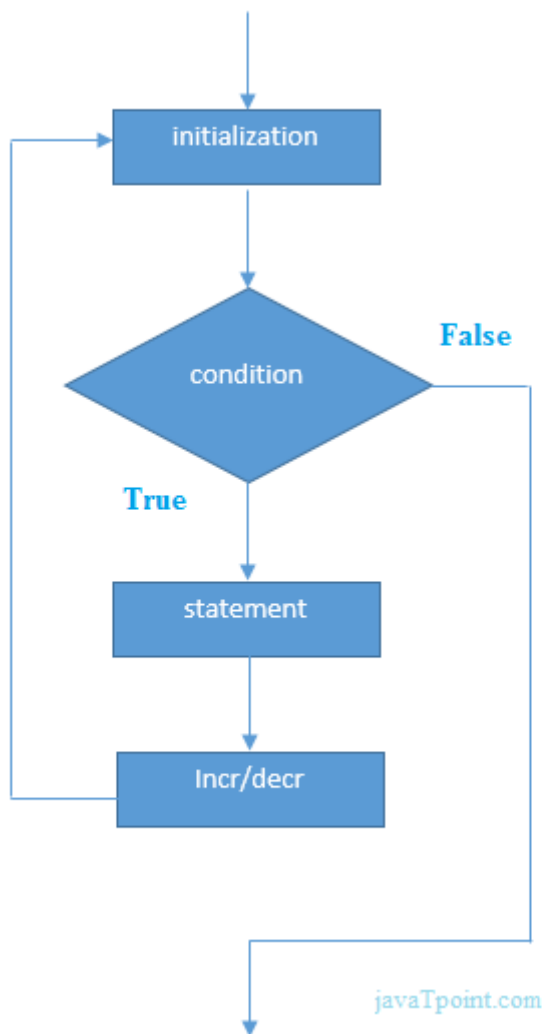 initialization
condition
False
True
statement
Incr/decr
javaTpoint.com